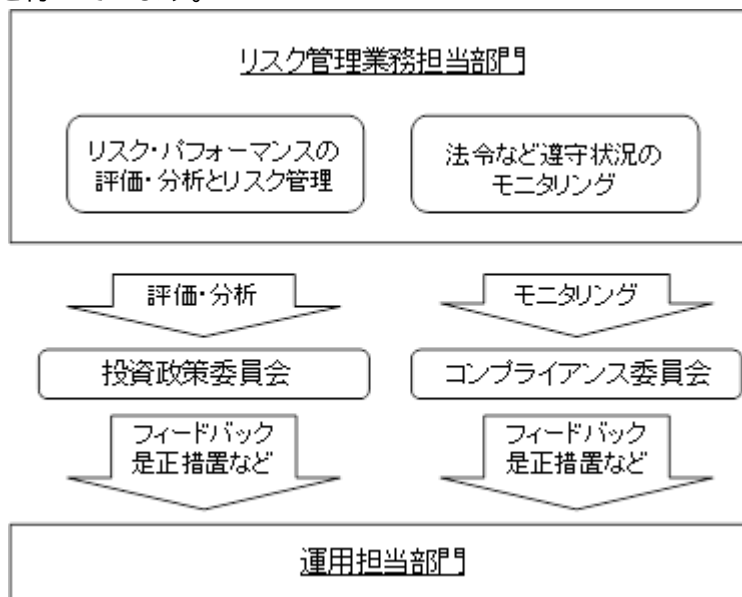 リスク管理業務担当部門
リスク・パフォーマンスの
評価・分析とリスク管理
法令など遵守状況の
モニタリング
評価・分析
モニタリング
投資政策委員会
コンプライアンス委員会
フィードバック
是正措置など
フィードバック
是正措置など
運用担当部門